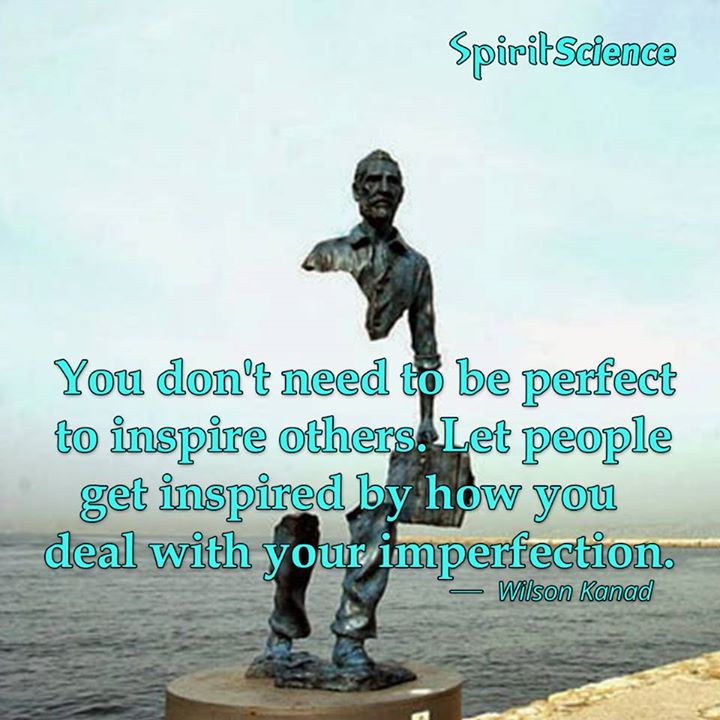 SpiritScience
You don't need to be perfect
to inspire others. Let people
get inspired by how you
deal with your imperfection.
— Wilson Kanad